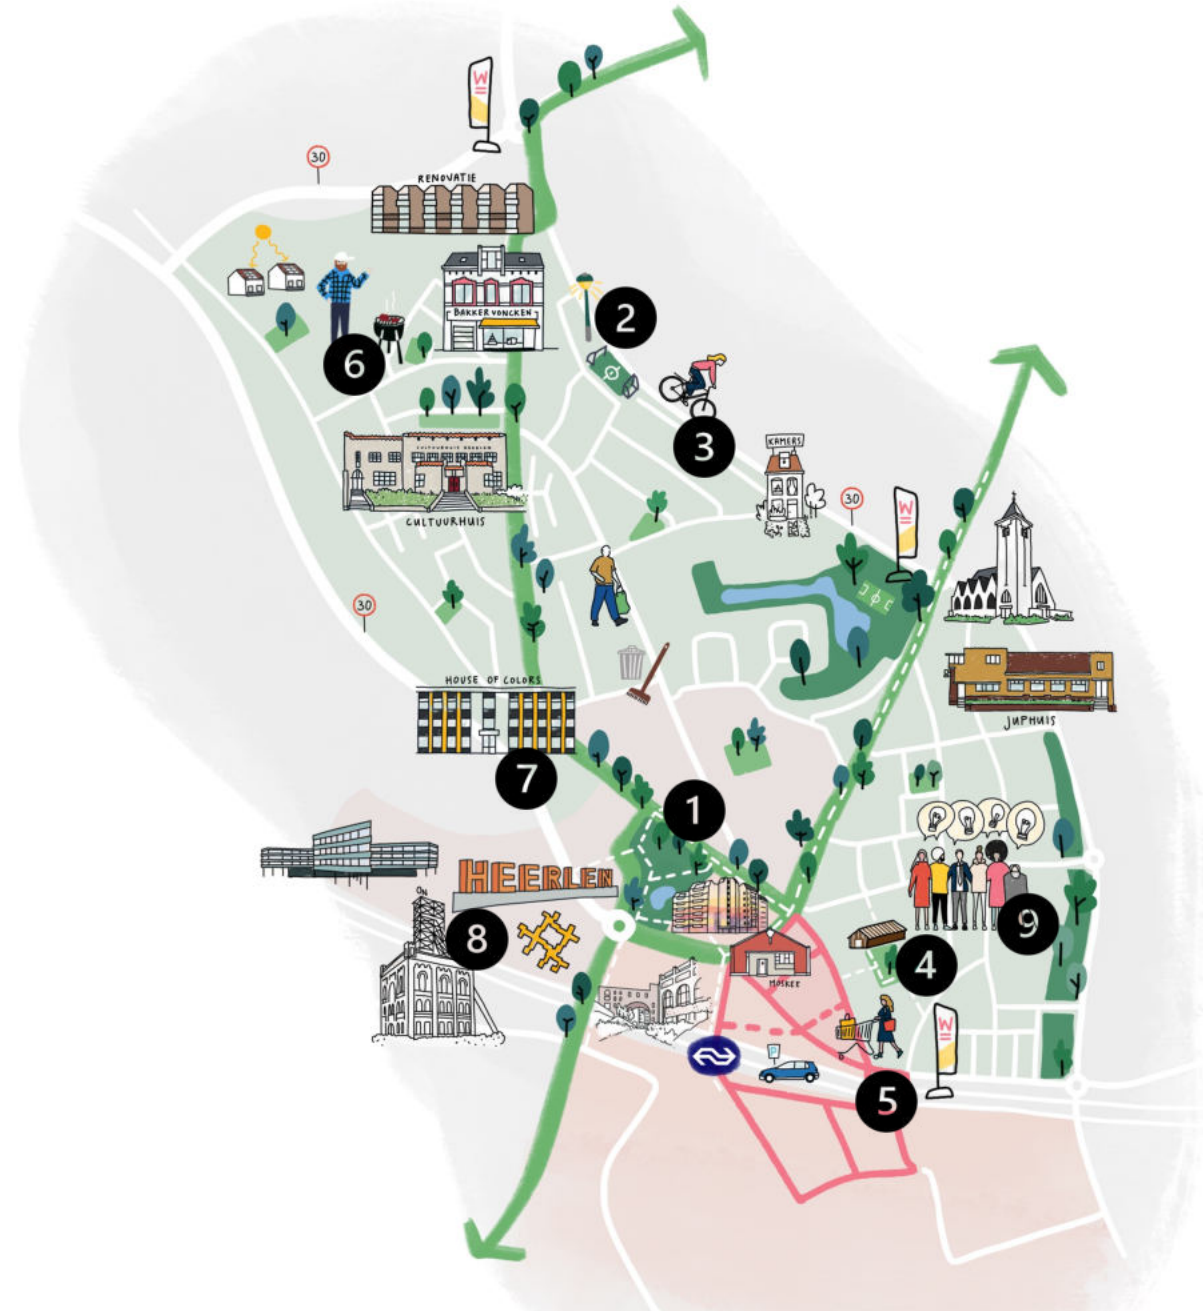 W
30
RENOVATIE
BAKKER VONCKEN
2
6
3
KAMERS
CULTUURHUIS
30
W
30
HOUSE OF COLORS
JUPHUIS
7
1
HEERLEN
ON
8
9
4
MOSKEE
P
W
5